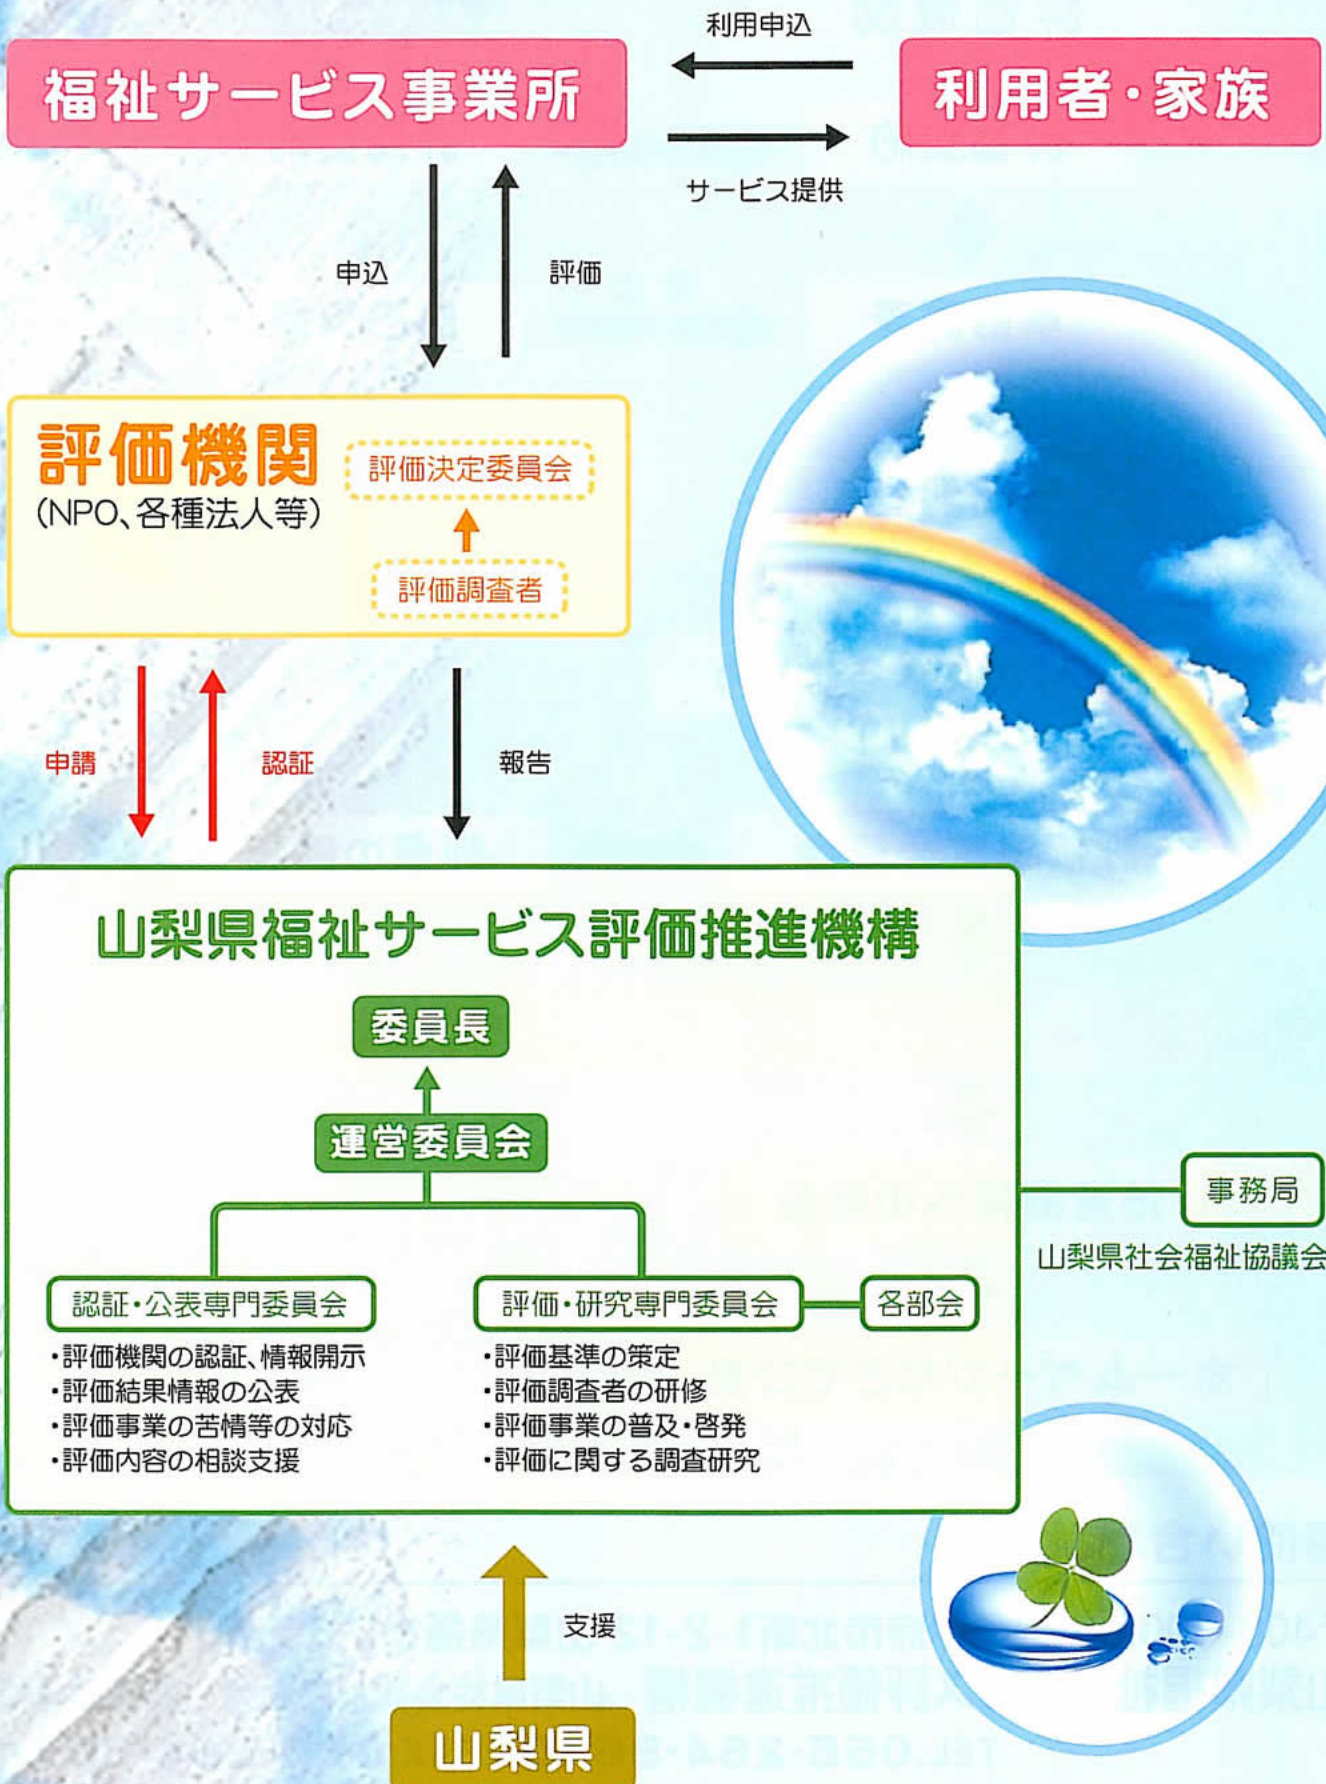 利用申込
福祉サービス事業所
利用者・家族
サービス提供
申込
評価
評価機関
(NPO、各種法人等)
評価決定委員会
評価調査者
申請
認証
報告
山梨県福祉サービス評価推進機構
委員長
運営委員会
事務局
山梨県社会福祉協議会
認証・公表専門委員会
評価・研究専門委員会
各部会
・評価機関の認証、情報開示
・評価結果情報の公表
・評価事業の苦情等の対応
・評価内容の相談支援
・評価基準の策定
・評価調査者の研修
・評価事業の普及・啓発
・評価に関する調査研究
支援
山梨県